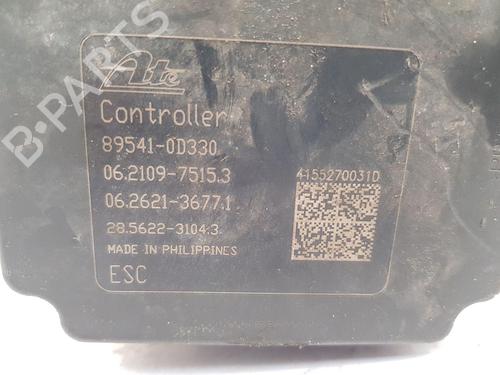 B-PARTS
Ate
Controller
89541-0D330
06.2109-7515.3
06.2621-3677.1
28.5622-3104.3
MADE IN PHILIPPINES
ESC
4155270031D